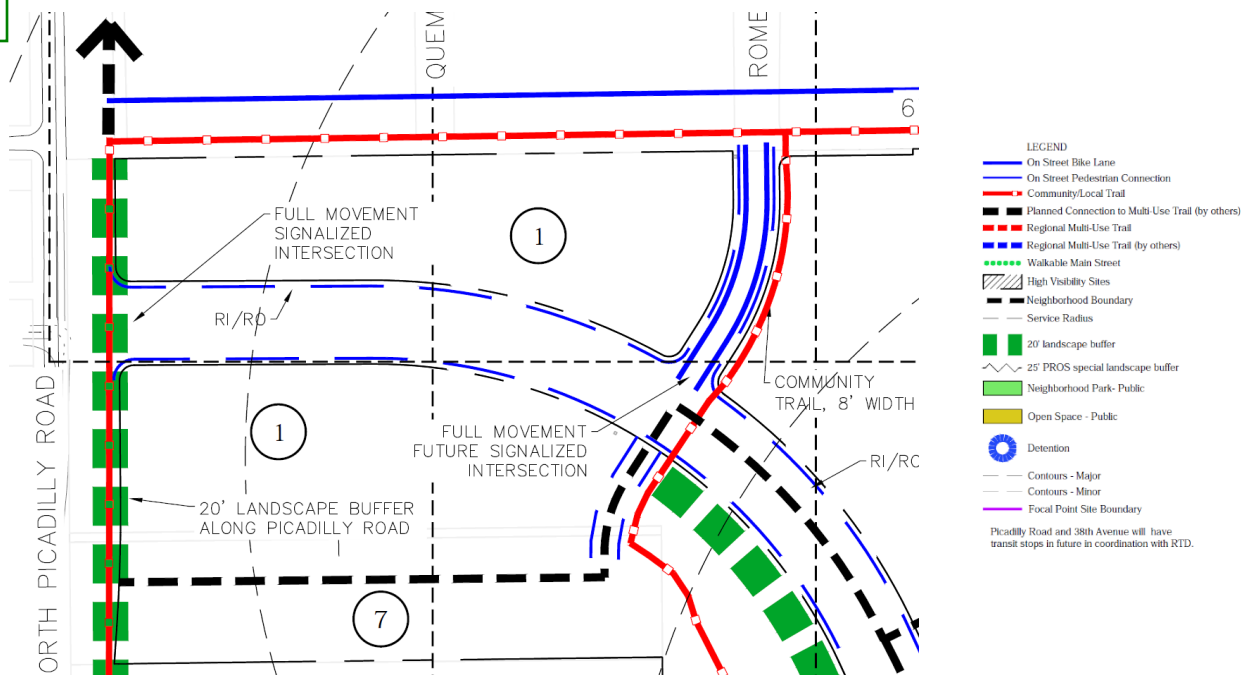 QUEM
ROME
6
FULL MOVEMENT
SIGNALIZED
INTERSECTION
1
RI/RO
ORTH PICADILLY ROAD
1
COMMUNITY
TRAIL, 8' WIDTH
FULL MOVEMENT
FUTURE SIGNALIZED
INTERSECTION
RI/RO
20' LANDSCAPE BUFFER
ALONG PICADILLY ROAD
7
LEGEND
On Street Bike Lane
On Street Pedestrian Connection
Community/Local Trail
Planned Connection to Multi-Use Trail (by others)
Regional Multi-Use Trail
Regional Multi-Use Trail (by others)
Walkable Main Street
High Visibility Sites
Neighborhood Boundary
Service Radius
20' landscape buffer
25' PROS special landscape buffer
Neighborhood Park- Public
Open Space - Public
Detention
Contours - Major
Contours - Minor
Focal Point Site Boundary
Picadilly Road and 38th Avenue will have
transit stops in future in coordination with RTD.